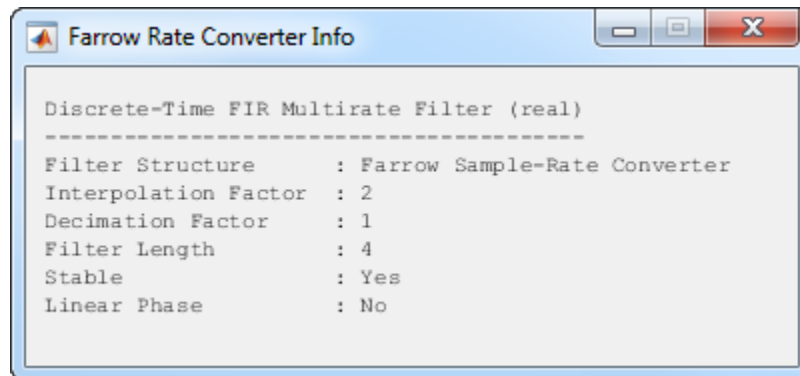 Farrow Rate Converter Info
Discrete-Time FIR Multirate Filter (real)
-----------------------------------------
Filter Structure : Farrow Sample-Rate Converter
Interpolation Factor : 2
Decimation Factor : 1
Filter Length : 4
Stable : Yes
Linear Phase : No